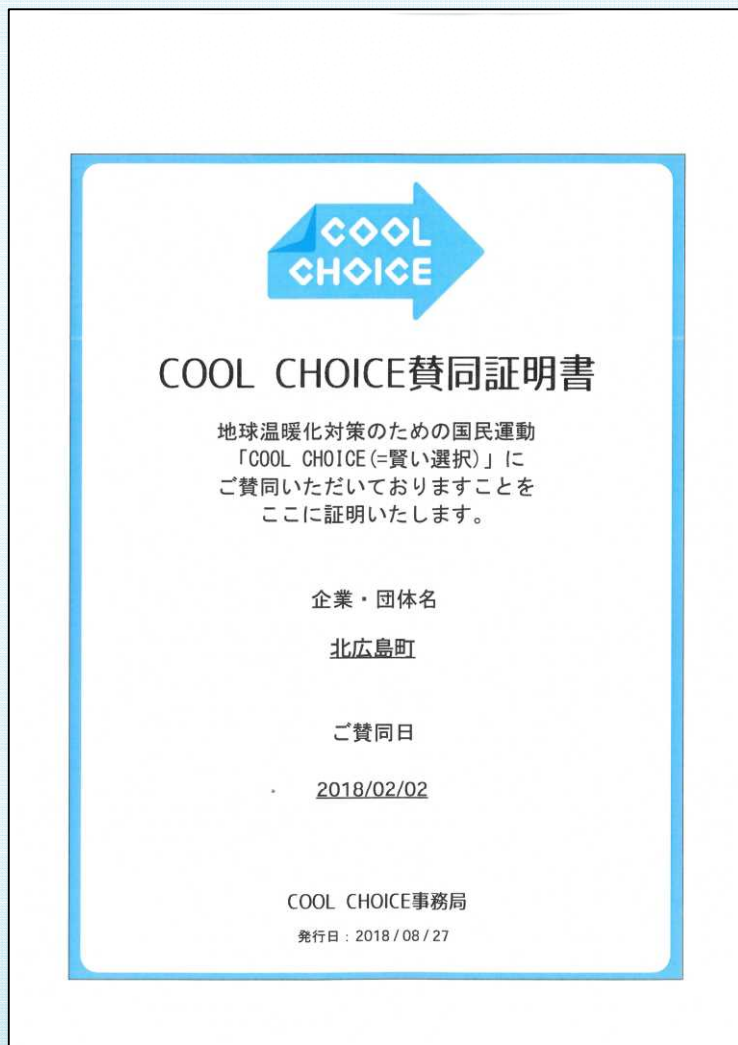 COOL
CHOICE
COOL CHOICE賛同証明書
地球温暖化対策のための国民運動
「COOL CHOICE(=賢い選択)」に
ご賛同いただいておりますことを
ここに証明いたします。
企業・団体名
北広島町
ご賛同日
2018/02/02
COOL CHOICE事務局
発行日：2018/08/27